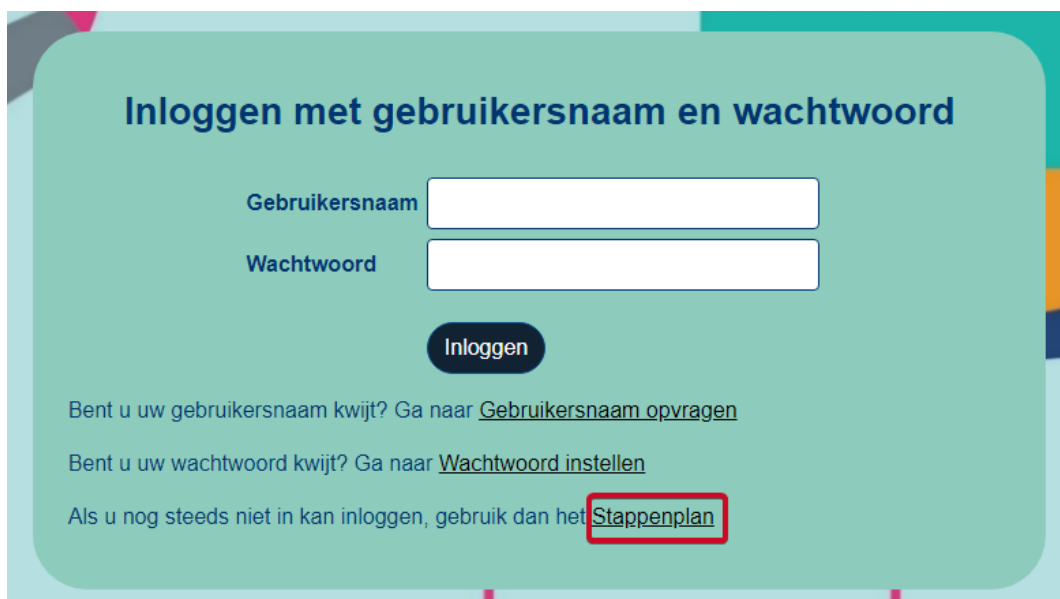 Inloggen met gebruikersnaam en wachtwoord
Gebruikersnaam
Wachtwoord
Inloggen
Bent u uw gebruikersnaam kwijt? Ga naar Gebruikersnaam opvragen
Bent u uw wachtwoord kwijt? Ga naar Wachtwoord instellen
Als u nog steeds niet in kan inloggen, gebruik dan het Stappenplan